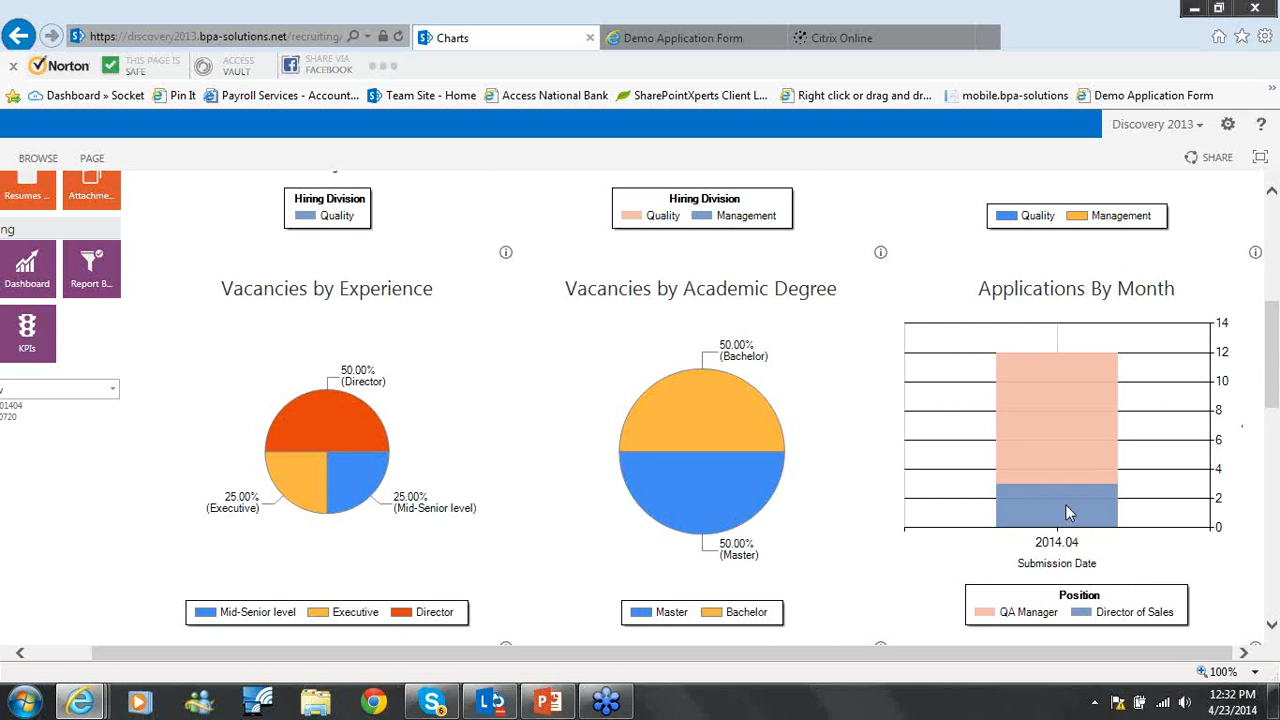 https://discovery2013.bpa-solutions.net/recruiting/
Charts
Demo Application Form
Citrix Online
Norton
THIS PAGE IS
SAFE
ACCESS
VAULT
SHARE VIA
FACEBOOK
Dashboard » Socket
Pin It
Payroll Services - Account...
Team Site - Home
Access National Bank
SharePointXperts Client L...
Right click or drag and dr...
mobile.bpa-solutions
Demo Application Form
Discovery 2013
BROWSE
PAGE
SHARE
Resumes ...
Attachme...
ng
Dashboard
Report B...
KPIs
w
01404
0720
Hiring Division
Quality
Hiring Division
Quality
Management
Quality
Management
Vacancies by Experience
50.00%
(Director)
25.00%
(Executive)
25.00%
(Mid-Senior level)
Mid-Senior level
Executive
Director
Vacancies by Academic Degree
50.00%
(Bachelor)
50.00%
(Master)
Master
Bachelor
Applications By Month
14
12
10
8
6
4
2
0
2014.04
Submission Date
Position
QA Manager
Director of Sales
100%
12:32 PM
4/23/2014